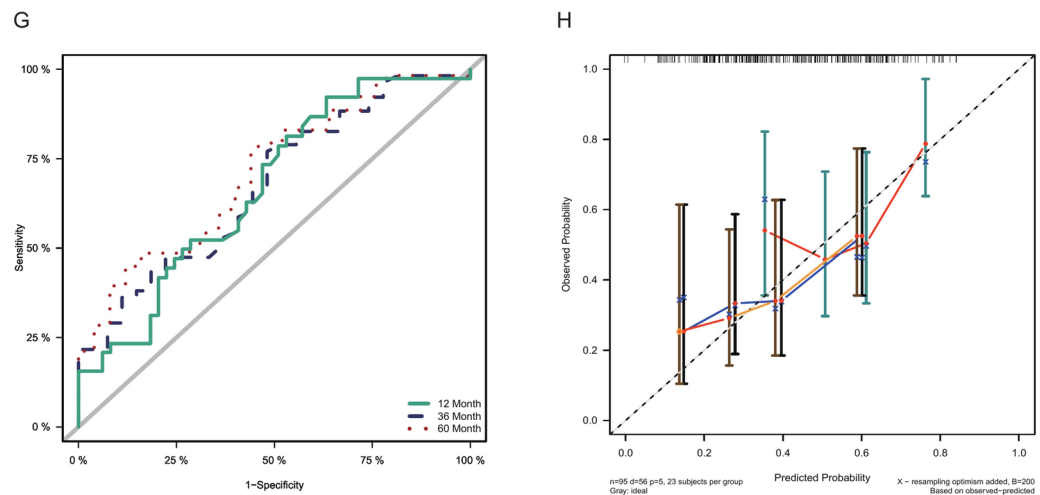 G
H
100 %
75 %
50 %
25 %
0 %
Sensitivity
0 %
25 %
50 %
75 %
100 %
1−Specificity
12 Month
36 Month
60 Month
1.0
0.8
0.6
0.4
0.2
0.0
Observed Probability
0.0
0.2
0.4
0.6
0.8
1.0
Predicted Probability
n=95 d=56 p=5, 23 subjects per group
Gray: ideal
X − resampling optimism added, B=200
Based on observed−predicted